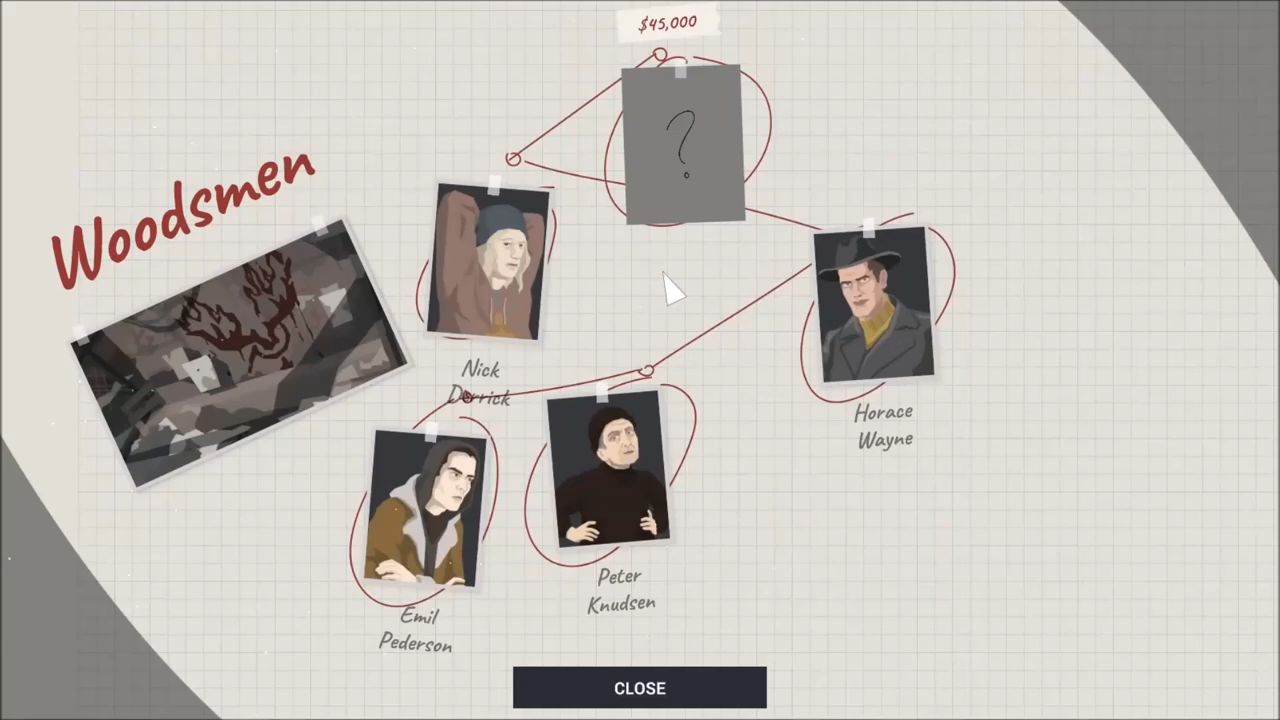 $45,000
?
Woodsmen
Nick
Derrick
Horace
Wayne
Peter
Knudsen
Emil
Pederson
CLOSE